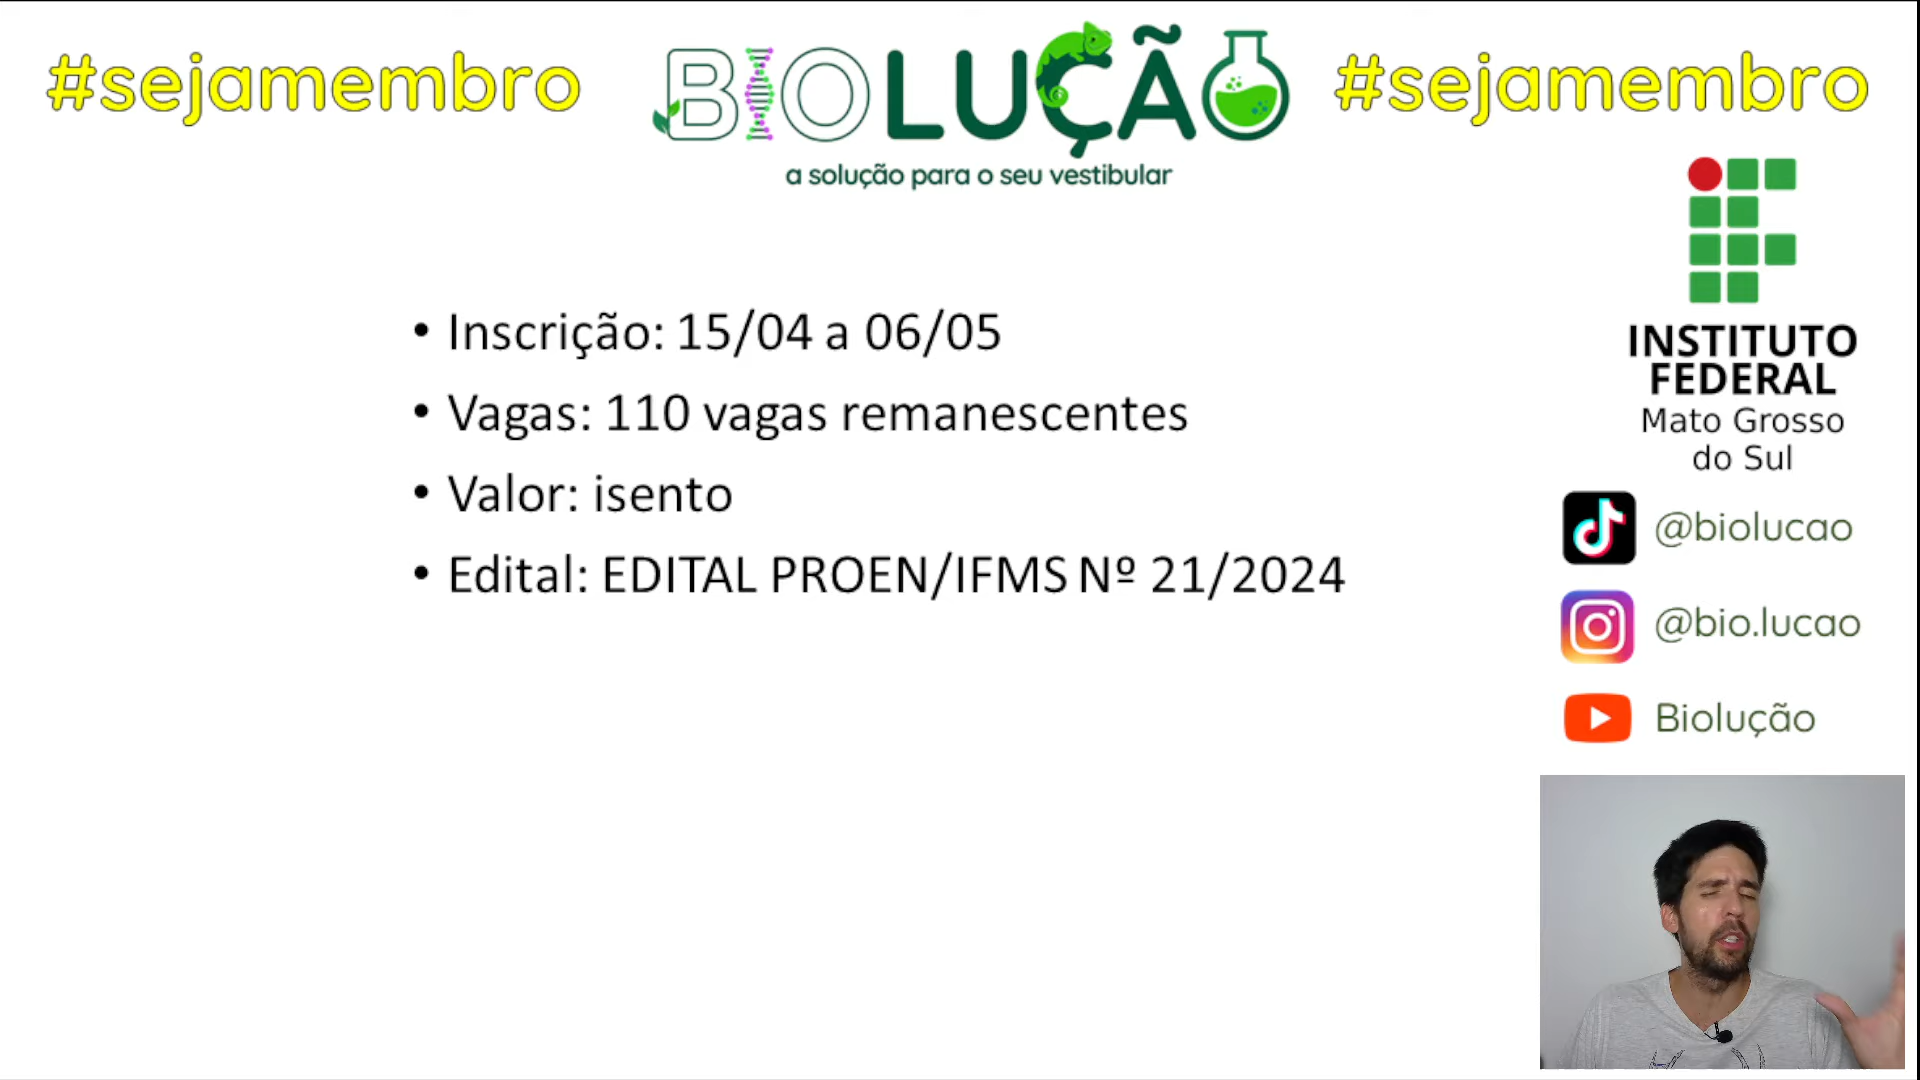 #sejamembro
BIOLUÇÃO
#sejamembro
a solução para o seu vestibular
• Inscrição: 15/04 a 06/05
• Vagas: 110 vagas remanescentes
• Valor: isento
• Edital: EDITAL PROEN/IFMS Nº 21/2024
INSTITUTO
FEDERAL
Mato Grosso
do Sul
@biolucao
@bio.lucao
Biolução